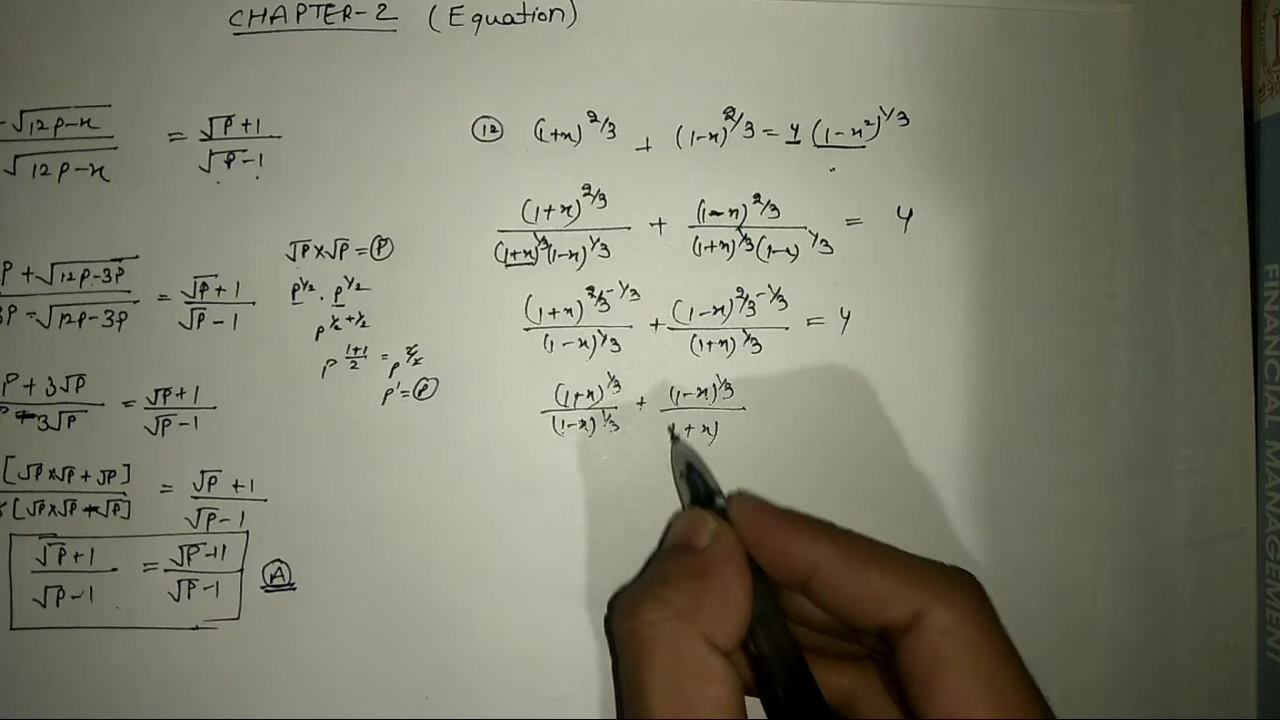 CHAPTER-2 (Equation)
-√12P-x / √12P-x = √P+1 / √P-1
P+√12P-3P / 3P-√12P-3P = √P+1 / √P-1
P+3√P / P-3√P = √P+1 / √P-1
[√P×√P+√P] / [√P×√P-√P] = √P+1 / √P-1
√P+1 / √P-1 = √P+1 / √P-1 (A)
√P×√P=(P)
P^1/2 . P^1/2
P^1/2+1/2
P^(1+1)/2 = P^2/2
P^1=(P)
(12) (1+x)^2/3 + (1-x)^2/3 = 4 (1-x²)^1/3
(1+x)^2/3 / (1+x)^1/3 (1-x)^1/3 + (1-x)^2/3 / (1+x)^1/3 (1-x)^1/3 = 4
(1+x)^2/3-1/3 / (1-x)^1/3 + (1-x)^2/3-1/3 / (1+x)^1/3 = 4
(1+x)^1/3 / (1-x)^1/3 + (1-x)^1/3 / (1+x)
FINANCIAL MANAGEMENT